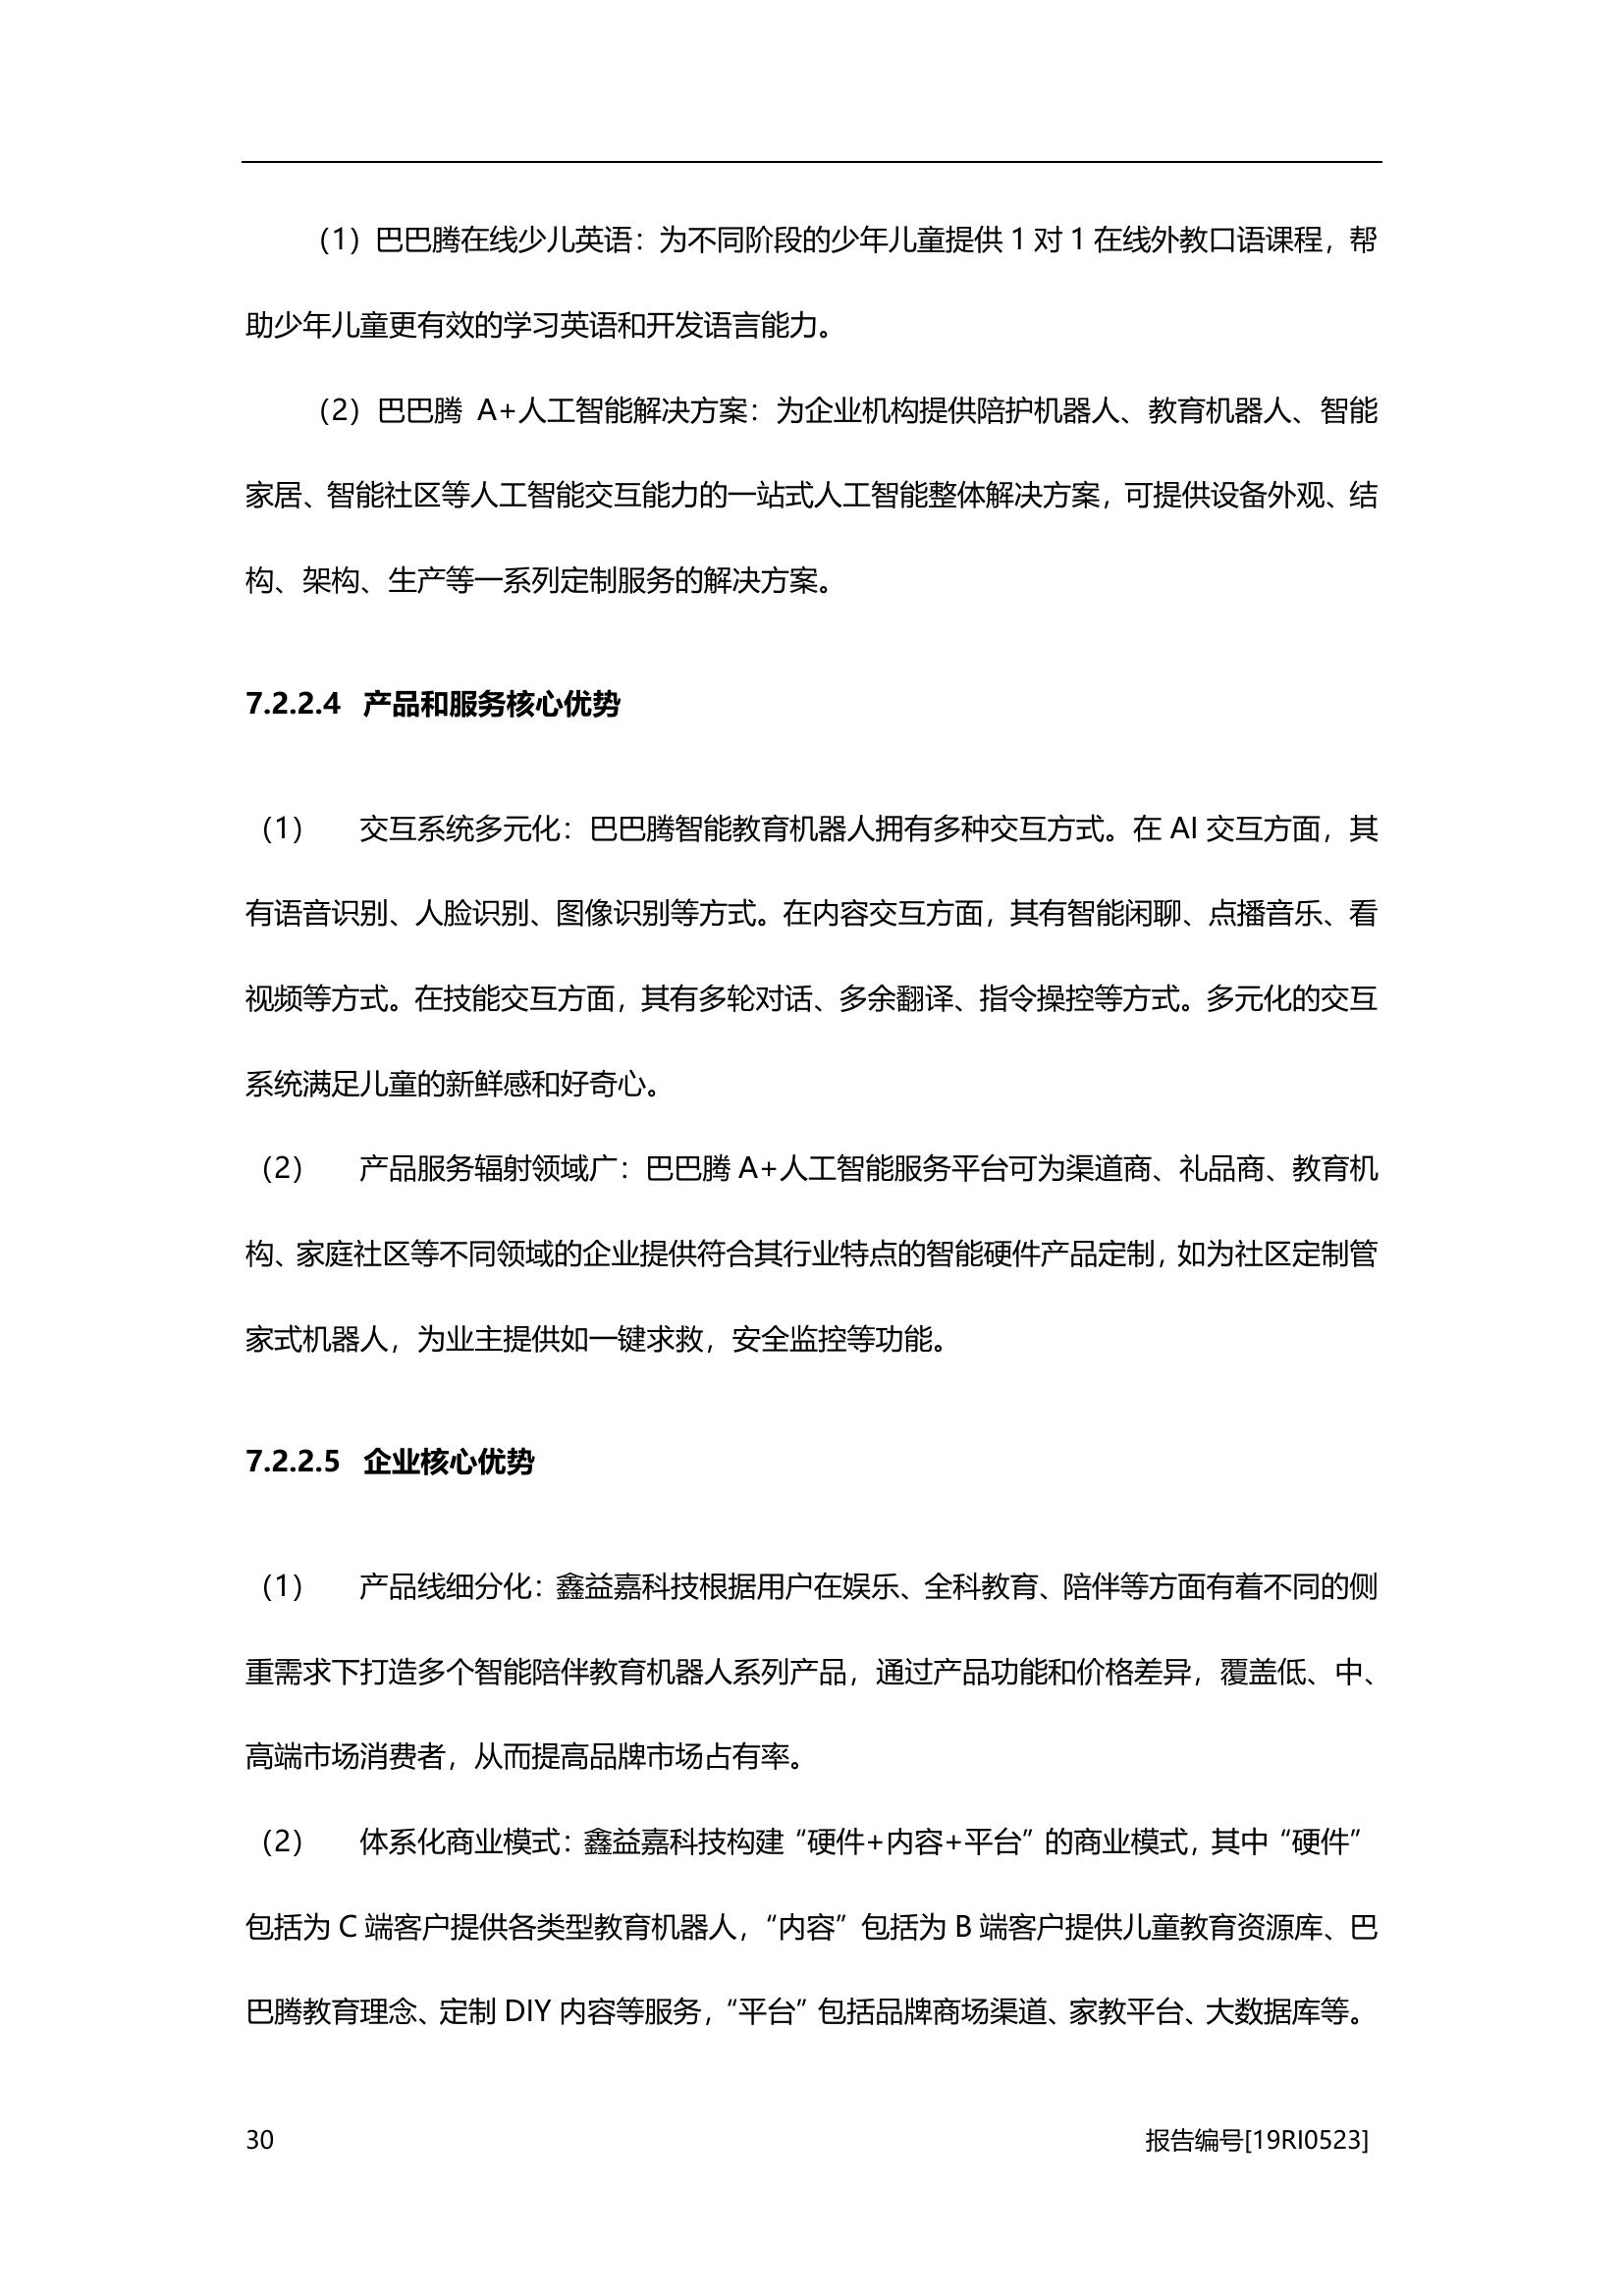 （1）巴巴腾在线少儿英语：为不同阶段的少年儿童提供 1 对 1 在线外教口语课程，帮
助少年儿童更有效的学习英语和开发语言能力。
（2）巴巴腾 A+人工智能解决方案：为企业机构提供陪护机器人、教育机器人、智能
家居、智能社区等人工智能交互能力的一站式人工智能整体解决方案，可提供设备外观、结
构、架构、生产等一系列定制服务的解决方案。
7.2.2.4 产品和服务核心优势
（1） 交互系统多元化：巴巴腾智能教育机器人拥有多种交互方式。在 AI 交互方面，其
有语音识别、人脸识别、图像识别等方式。在内容交互方面，其有智能闲聊、点播音乐、看
视频等方式。在技能交互方面，其有多轮对话、多余翻译、指令操控等方式。多元化的交互
系统满足儿童的新鲜感和好奇心。
（2） 产品服务辐射领域广：巴巴腾 A+人工智能服务平台可为渠道商、礼品商、教育机
构、家庭社区等不同领域的企业提供符合其行业特点的智能硬件产品定制，如为社区定制管
家式机器人，为业主提供如一键求救，安全监控等功能。
7.2.2.5 企业核心优势
（1） 产品线细分化：鑫益嘉科技根据用户在娱乐、全科教育、陪伴等方面有着不同的侧
重需求下打造多个智能陪伴教育机器人系列产品，通过产品功能和价格差异，覆盖低、中、
高端市场消费者，从而提高品牌市场占有率。
（2） 体系化商业模式：鑫益嘉科技构建“硬件+内容+平台”的商业模式，其中“硬件”
包括为 C 端客户提供各类型教育机器人，“内容”包括为 B 端客户提供儿童教育资源库、巴
巴腾教育理念、定制 DIY 内容等服务，“平台”包括品牌商场渠道、家教平台、大数据库等。
30 报告编号[19RI0523]